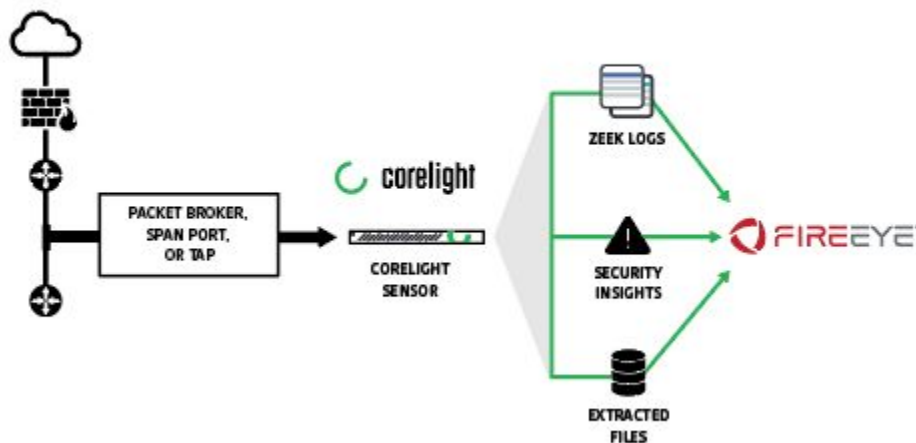 corelight
PACKET BROKER,
SPAN PORT,
OR TAP
CORELIGHT
SENSOR
ZEEK LOGS
SECURITY
INSIGHTS
EXTRACTED
FILES
FIREEYE